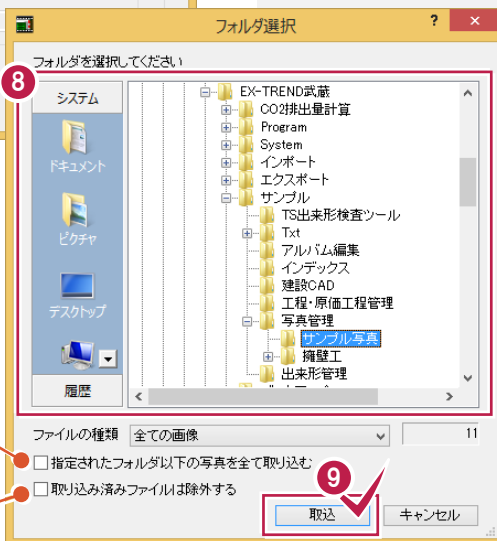 フォルダ選択
?
×
フォルダを選択してください
8
システム
ドキュメント
ピクチャ
デスクトップ
履歴
EX-TREND武蔵
CO2排出量計算
Program
System
インポート
エクスポート
サンプル
TS出来形検査ツール
Txt
アルバム編集
インデックス
建設CAD
工程・原価工程管理
写真管理
サンプル写真
擁壁工
出来形管理
ファイルの種類 全ての画像 11
指定されたフォルダ以下の写真を全て取り込む
取り込み済みファイルは除外する
9
取込 キャンセル